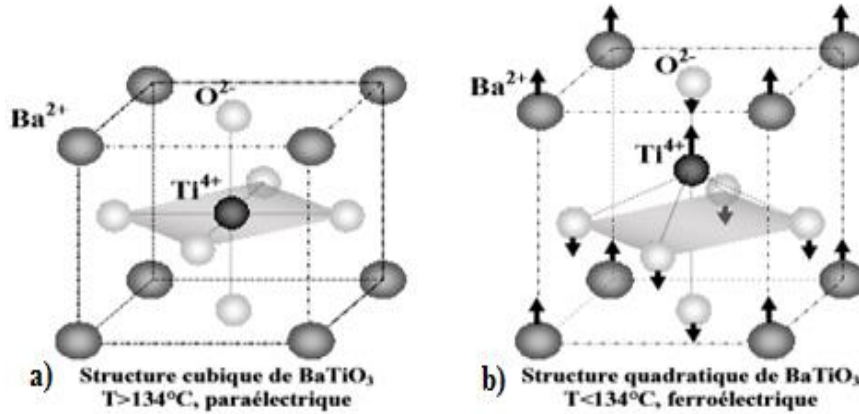 Ba²⁺
O²⁻
Ti⁴⁺
a) Structure cubique de BaTiO₃
T>134°C, paraélectrique
Ba²⁺
O²⁻
Ti⁴⁺
b) Structure quadratique de BaTiO₃
T<134°C, ferroélectrique